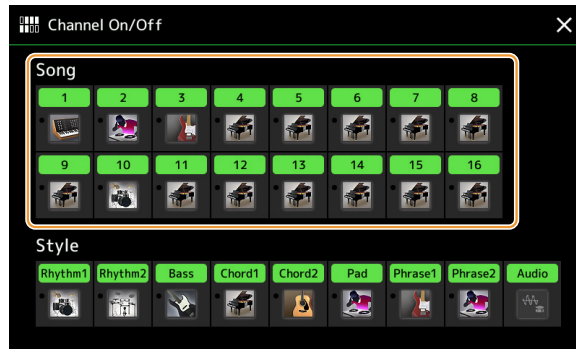 Channel On/Off
Song
1 2 3 4 5 6 7 8
9 10 11 12 13 14 15 16
Style
Rhythm1 Rhythm2 Bass Chord1 Chord2 Pad Phrase1 Phrase2 Audio